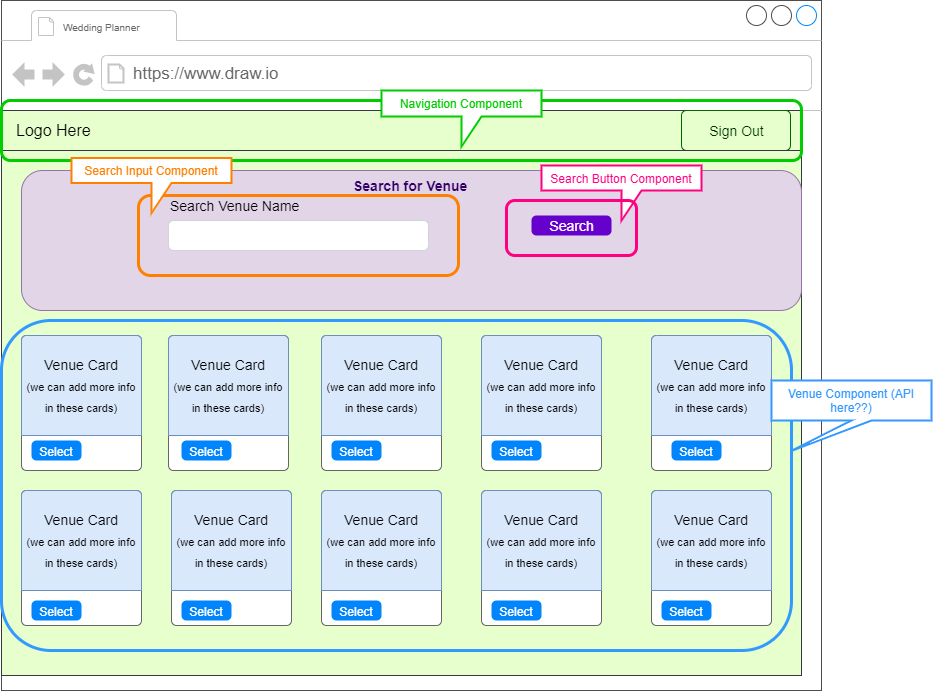 Wedding Planner
https://www.draw.io
Navigation Component
Logo Here
Sign Out
Search Input Component
Search Button Component
Search for Venue
Search Venue Name
Search
Venue Card
(we can add more info
in these cards)
Select
Venue Card
(we can add more info
in these cards)
Select
Venue Card
(we can add more info
in these cards)
Select
Venue Card
(we can add more info
in these cards)
Select
Venue Card
(we can add more info
in these cards)
Select
Venue Component (API
here??)
Venue Card
(we can add more info
in these cards)
Select
Venue Card
(we can add more info
in these cards)
Select
Venue Card
(we can add more info
in these cards)
Select
Venue Card
(we can add more info
in these cards)
Select
Venue Card
(we can add more info
in these cards)
Select